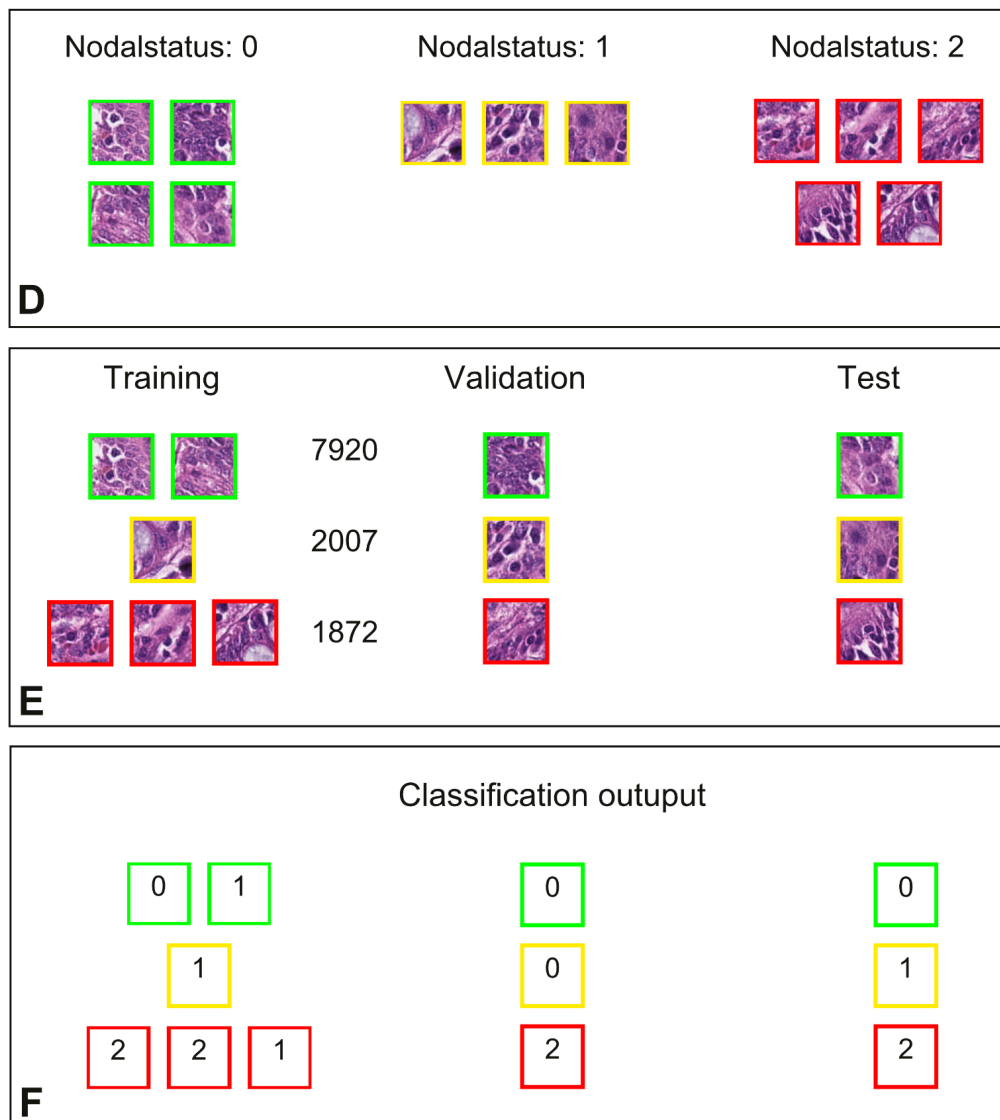 Nodalstatus: 0 Nodalstatus: 1 Nodalstatus: 2
D
Training Validation Test
7920
2007
1872
E
Classification outuput
0 1 0 0
1 0 1
2 2 1 2 2
F